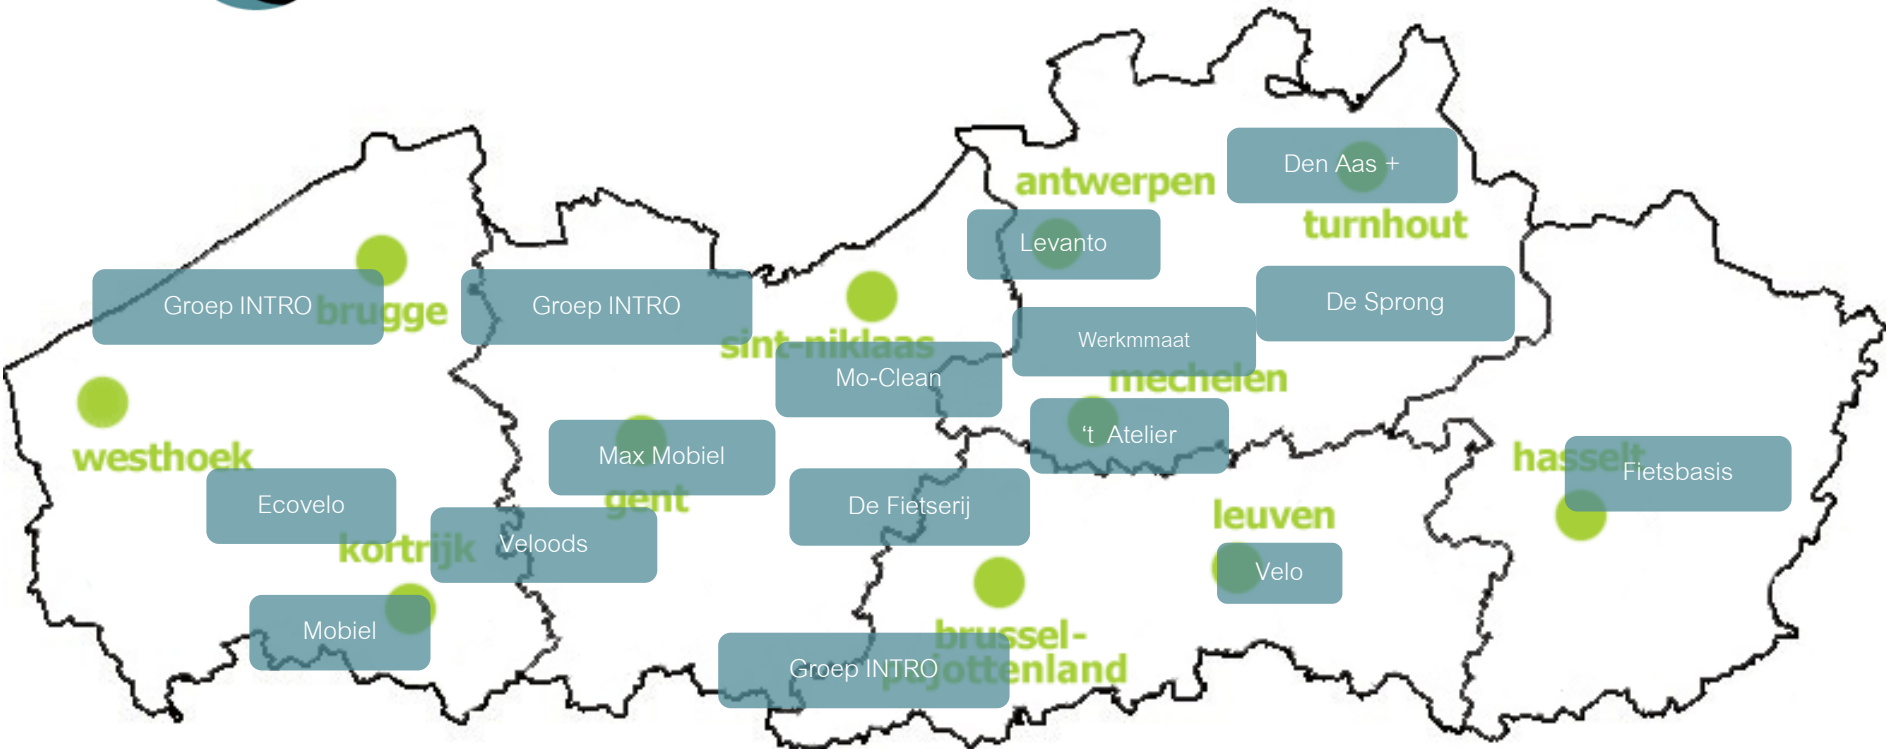 Den Aas +
antwerpen
turnhout
Levanto
Groep INTRO
brugge
Groep INTRO
De Sprong
sint-niklaas
Werkmmaat
Mo-Clean
mechelen
't Atelier
westhoek
Max Mobiel
gent
hasselt
Fietsbasis
Ecovelo
De Fietserij
leuven
kortrijk
Veloods
Velo
Mobiel
brussel-
pajottenland
Groep INTRO